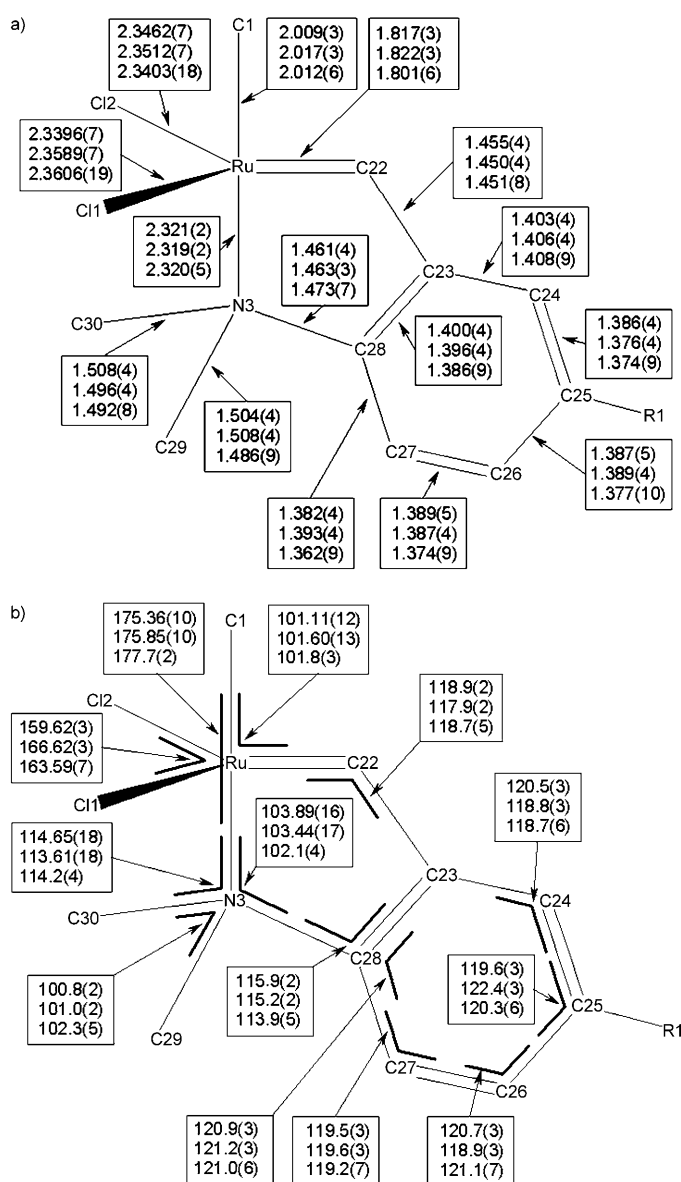 a)
C1
2.3462(7)
2.3512(7)
2.3403(18)
2.009(3)
2.017(3)
2.012(6)
1.817(3)
1.822(3)
1.801(6)
Cl2
2.3396(7)
2.3589(7)
2.3606(19)
Ru
C22
1.455(4)
1.450(4)
1.451(8)
Cl1
2.321(2)
2.319(2)
2.320(5)
1.461(4)
1.463(3)
1.473(7)
1.403(4)
1.406(4)
1.408(9)
C23
C24
N3
C30
C28
1.400(4)
1.396(4)
1.386(9)
1.386(4)
1.376(4)
1.374(9)
1.508(4)
1.496(4)
1.492(8)
1.504(4)
1.508(4)
1.486(9)
C25
R1
C29
C27
C26
1.387(5)
1.389(4)
1.377(10)
1.382(4)
1.393(4)
1.362(9)
1.389(5)
1.387(4)
1.374(9)
b)
C1
175.36(10)
175.85(10)
177.7(2)
101.11(12)
101.60(13)
101.8(3)
Cl2
118.9(2)
117.9(2)
118.7(5)
159.62(3)
166.62(3)
163.59(7)
Ru
C22
Cl1
120.5(3)
118.8(3)
118.7(6)
114.65(18)
113.61(18)
114.2(4)
103.89(16)
103.44(17)
102.1(4)
C23
C24
N3
C30
C28
100.8(2)
101.0(2)
102.3(5)
115.9(2)
115.2(2)
113.9(5)
119.6(3)
122.4(3)
120.3(6)
C25
R1
C29
C27
C26
120.9(3)
121.2(3)
121.0(6)
119.5(3)
119.6(3)
119.2(7)
120.7(3)
118.9(3)
121.1(7)